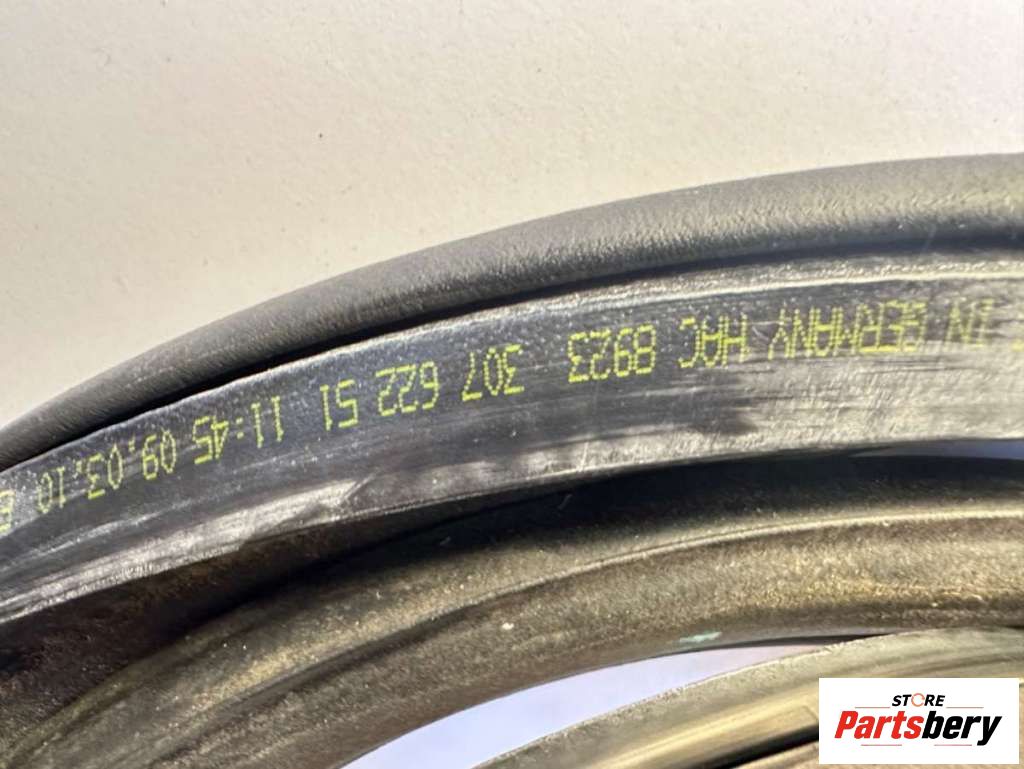 IN GERMANY HAC 8923 307 622 51 11:45 09.03.10
STORE
Partsbery